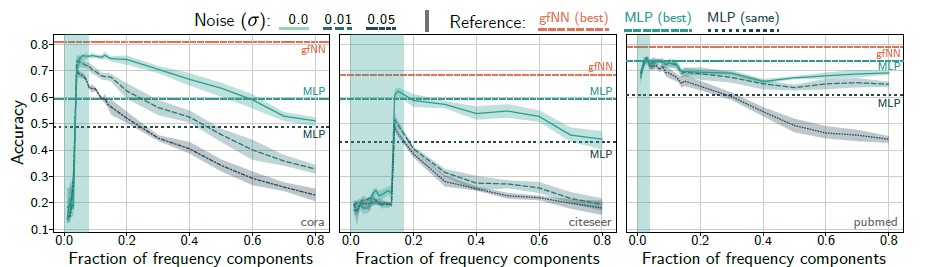 Noise (σ): 0.0 0.01 0.05 Reference: gfNN (best) MLP (best) MLP (same)
Accuracy
0.8
0.7
0.6
0.5
0.4
0.3
0.2
0.1
gfNN
MLP
MLP
cora
0.0 0.2 0.4 0.6 0.8
Fraction of frequency components
gfNN
MLP
MLP
citeseer
0.0 0.2 0.4 0.6 0.8
Fraction of frequency components
gfNN
MLP
MLP
pubmed
0.0 0.2 0.4 0.6 0.8
Fraction of frequency components